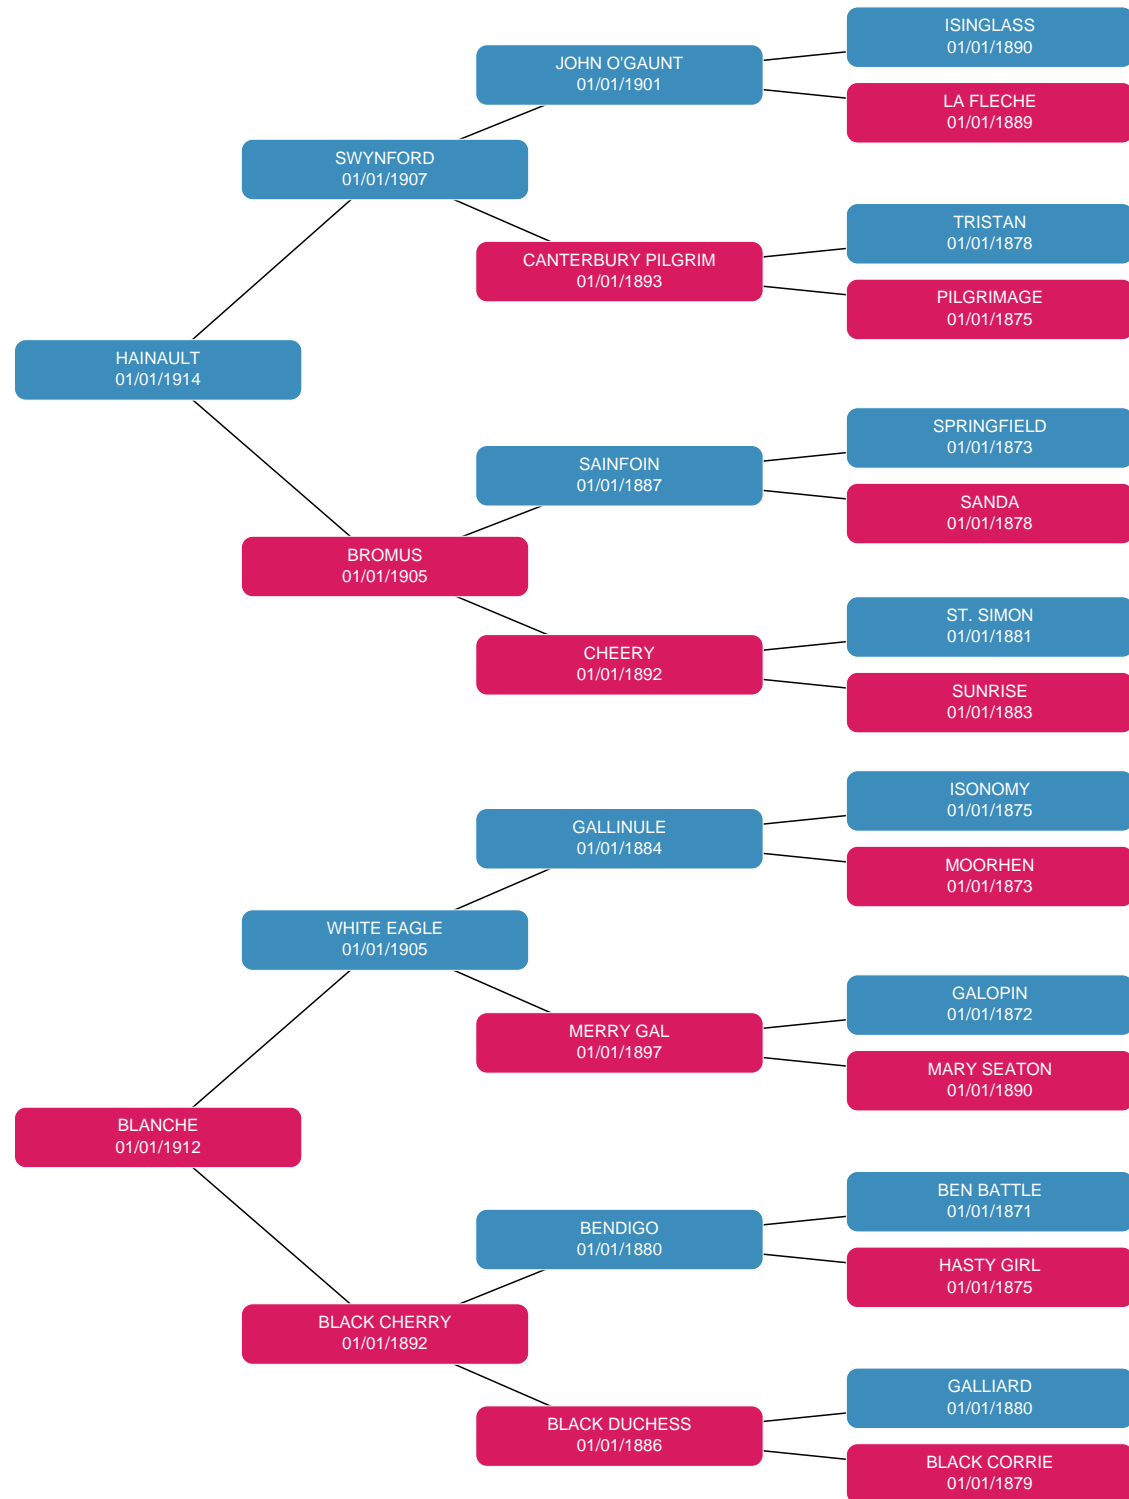 ISINGLASS
01/01/1890
JOHN O'GAUNT
01/01/1901
LA FLECHE
01/01/1889
SWYNFORD
01/01/1907
TRISTAN
01/01/1878
CANTERBURY PILGRIM
01/01/1893
PILGRIMAGE
01/01/1875
HAINAULT
01/01/1914
SPRINGFIELD
01/01/1873
SAINFOIN
01/01/1887
SANDA
01/01/1878
BROMUS
01/01/1905
ST. SIMON
01/01/1881
CHEERY
01/01/1892
SUNRISE
01/01/1883
ISONOMY
01/01/1875
GALLINULE
01/01/1884
MOORHEN
01/01/1873
WHITE EAGLE
01/01/1905
GALOPIN
01/01/1872
MERRY GAL
01/01/1897
MARY SEATON
01/01/1890
BLANCHE
01/01/1912
BEN BATTLE
01/01/1871
BENDIGO
01/01/1880
HASTY GIRL
01/01/1875
BLACK CHERRY
01/01/1892
GALLIARD
01/01/1880
BLACK DUCHESS
01/01/1886
BLACK CORRIE
01/01/1879